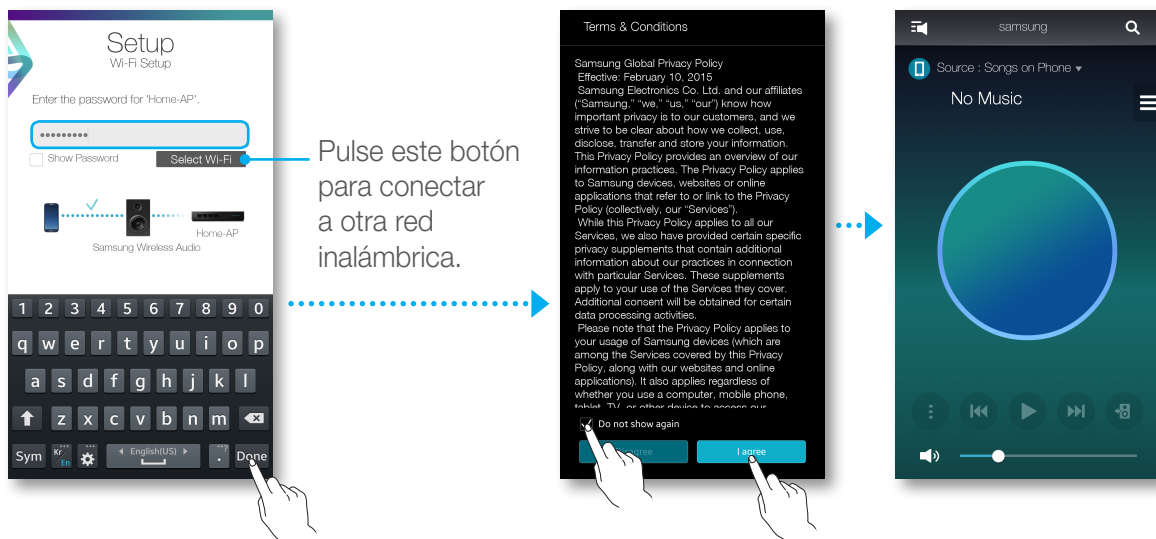 Setup
Wi-Fi Setup
Enter the password for 'Home-AP'.
•••••••••
Show Password
Select Wi-Fi
Home-AP
Samsung Wireless Audio
1 2 3 4 5 6 7 8 9 0
q w e r t y u i o p
a s d f g h j k l
z x c v b n m
Sym Kr En English(US) . Done
Pulse este botón
para conectar
a otra red
inalámbrica.
Terms & Conditions
Samsung Global Privacy Policy
Effective: February 10, 2015
Samsung Electronics Co. Ltd. and our affiliates
(“Samsung,” “we,” “us,” “our”) know how
important privacy is to our customers, and we
strive to be clear about how we collect, use,
disclose, transfer and store your information.
This Privacy Policy provides an overview of our
information practices. The Privacy Policy applies
to Samsung devices, websites or online
applications that refer to or link to the Privacy
Policy (collectively, our “Services”).
While this Privacy Policy applies to all our
Services, we also have provided certain specific
privacy supplements that contain additional
information about our practices in connection
with particular Services. These supplements
apply to your use of the Services they cover.
Additional consent will be obtained for certain
data processing activities.
Please note that the Privacy Policy applies to
your usage of Samsung devices (which are
among the Services covered by this Privacy
Policy, along with our websites and online
applications). It also applies regardless of
whether you use a computer, mobile phone,
tablet, TV, or other device to access our
Do not show again
I agree
samsung
Source : Songs on Phone
No Music